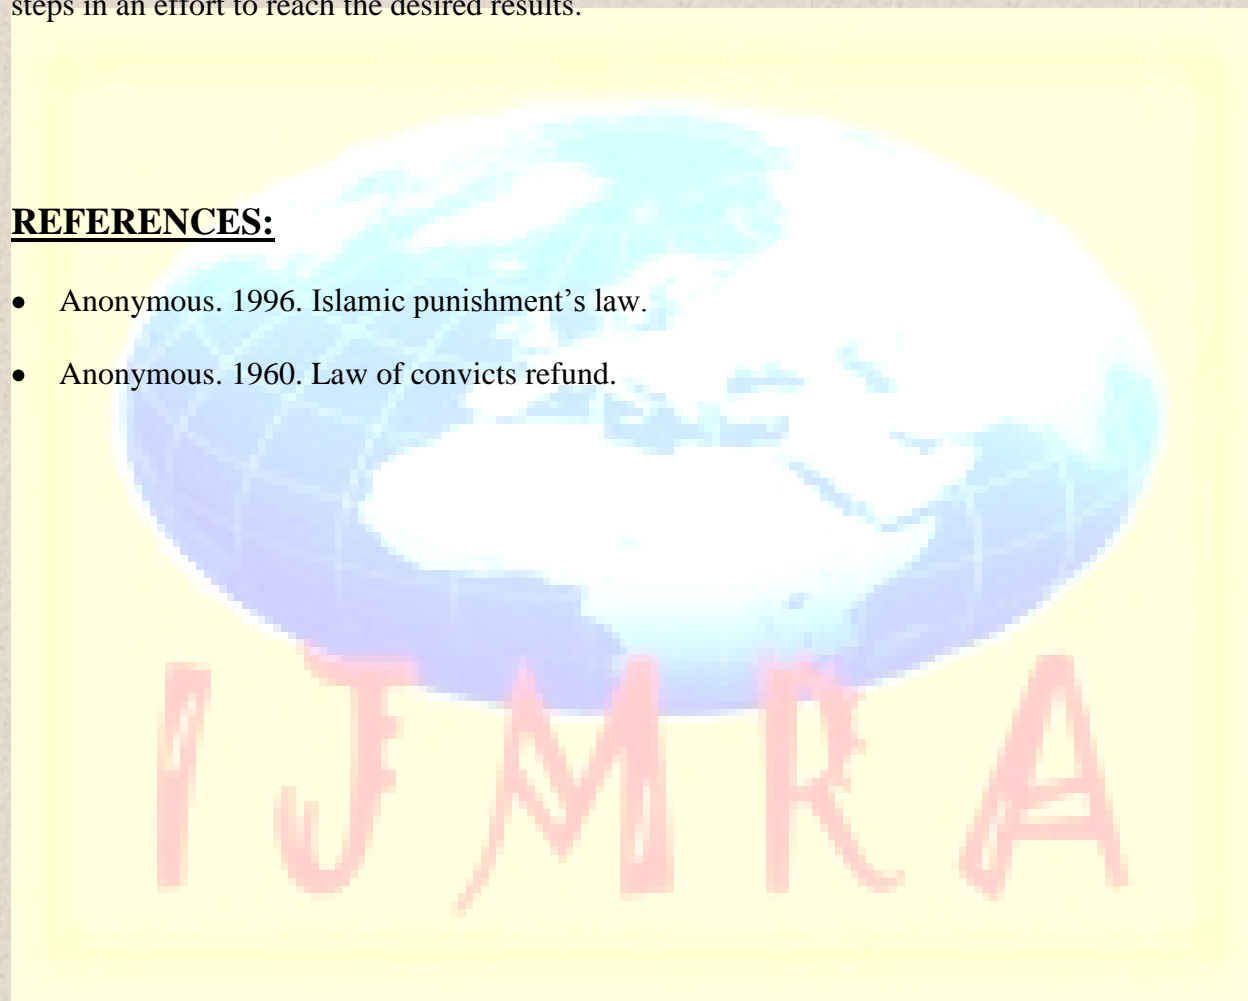 steps in an effort to reach the desired results.
REFERENCES:
• Anonymous. 1996. Islamic punishment’s law.
• Anonymous. 1960. Law of convicts refund.
IJMRA